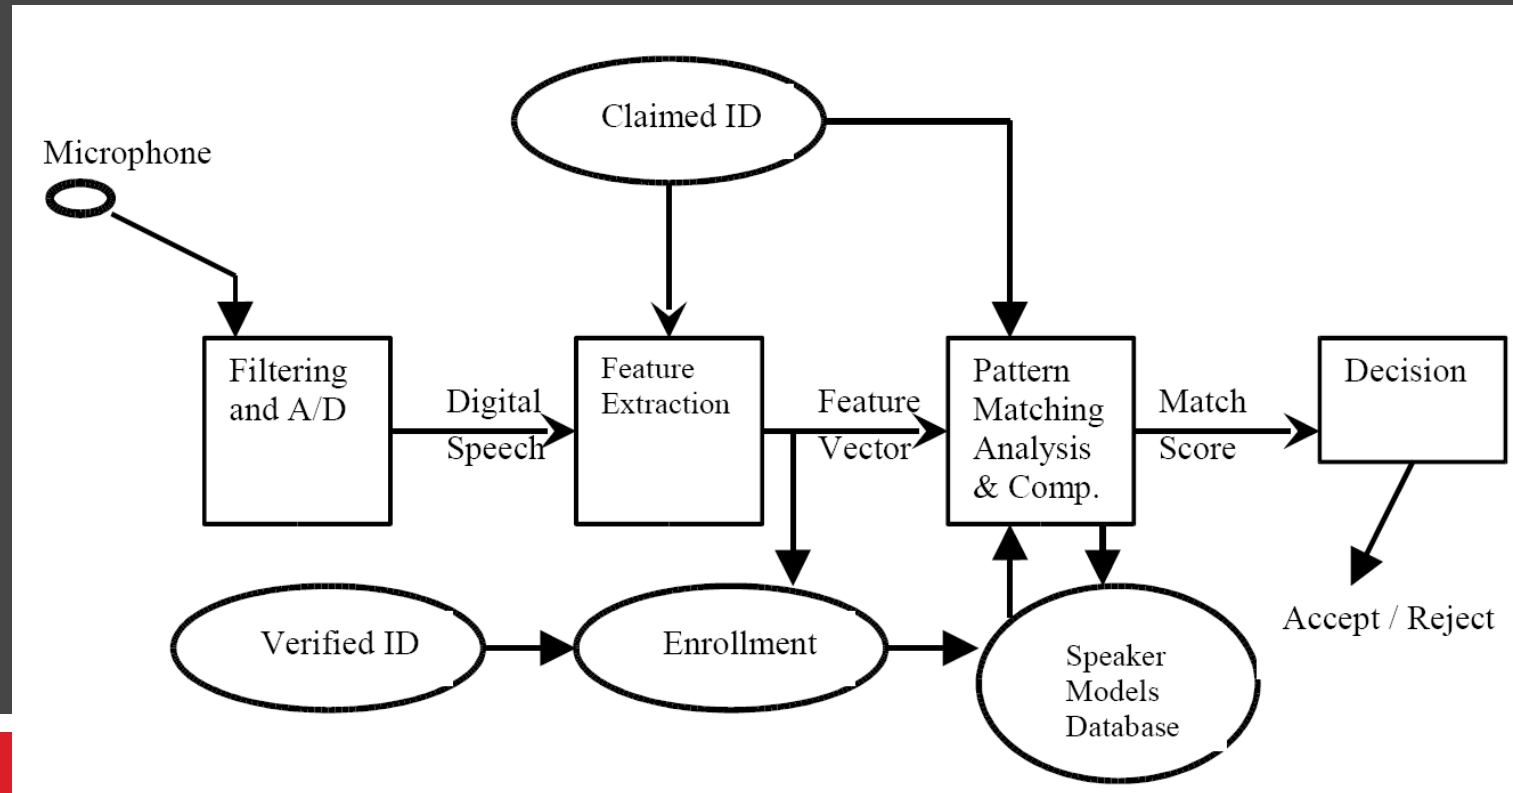 Claimed ID
Microphone
Filtering
and A/D
Digital
Speech
Feature
Extraction
Feature
Vector
Pattern
Matching
Analysis
& Comp.
Match
Score
Decision
Verified ID
Enrollment
Speaker
Models
Database
Accept / Reject